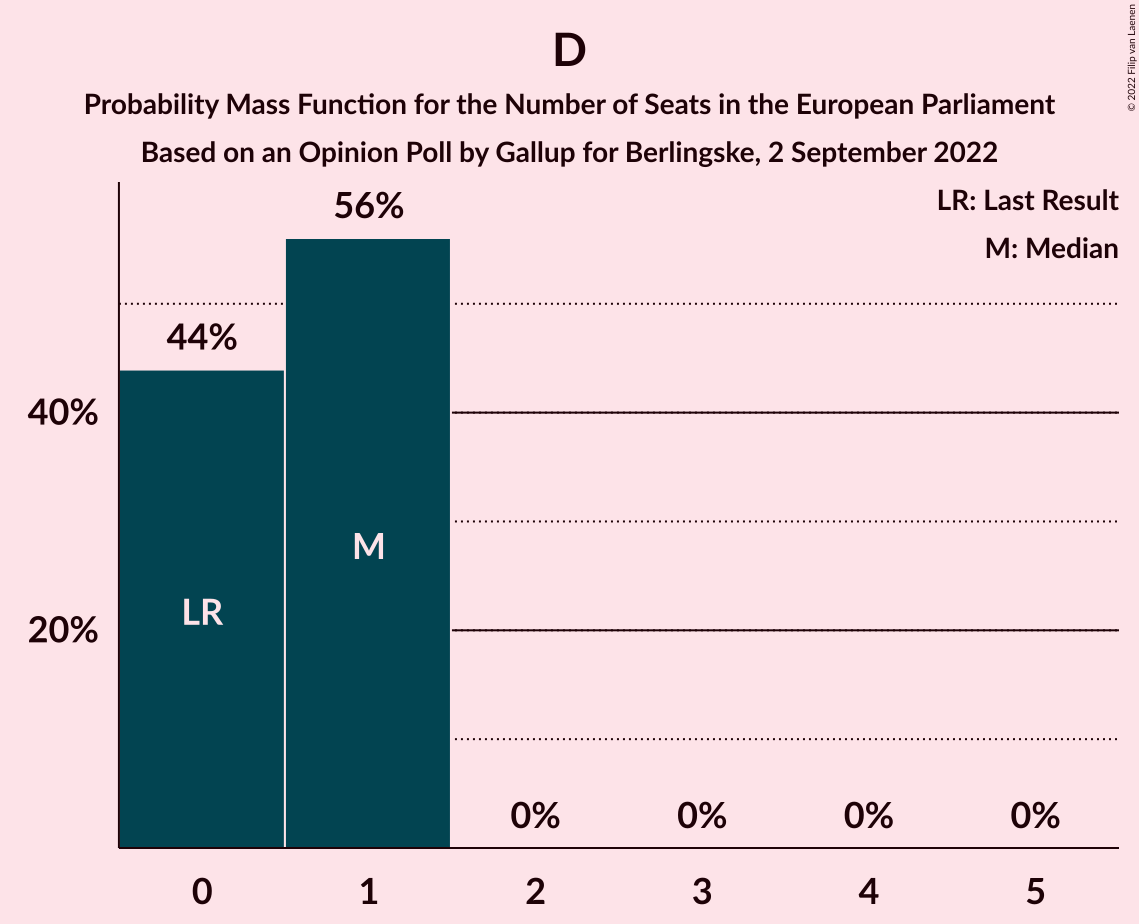 D
Probability Mass Function for the Number of Seats in the European Parliament
Based on an Opinion Poll by Gallup for Berlingske, 2 September 2022
© 2022 Filip van Laenen
LR: Last Result
M: Median
56%
44%
40%
M
LR
20%
0% 0% 0% 0%
0 1 2 3 4 5